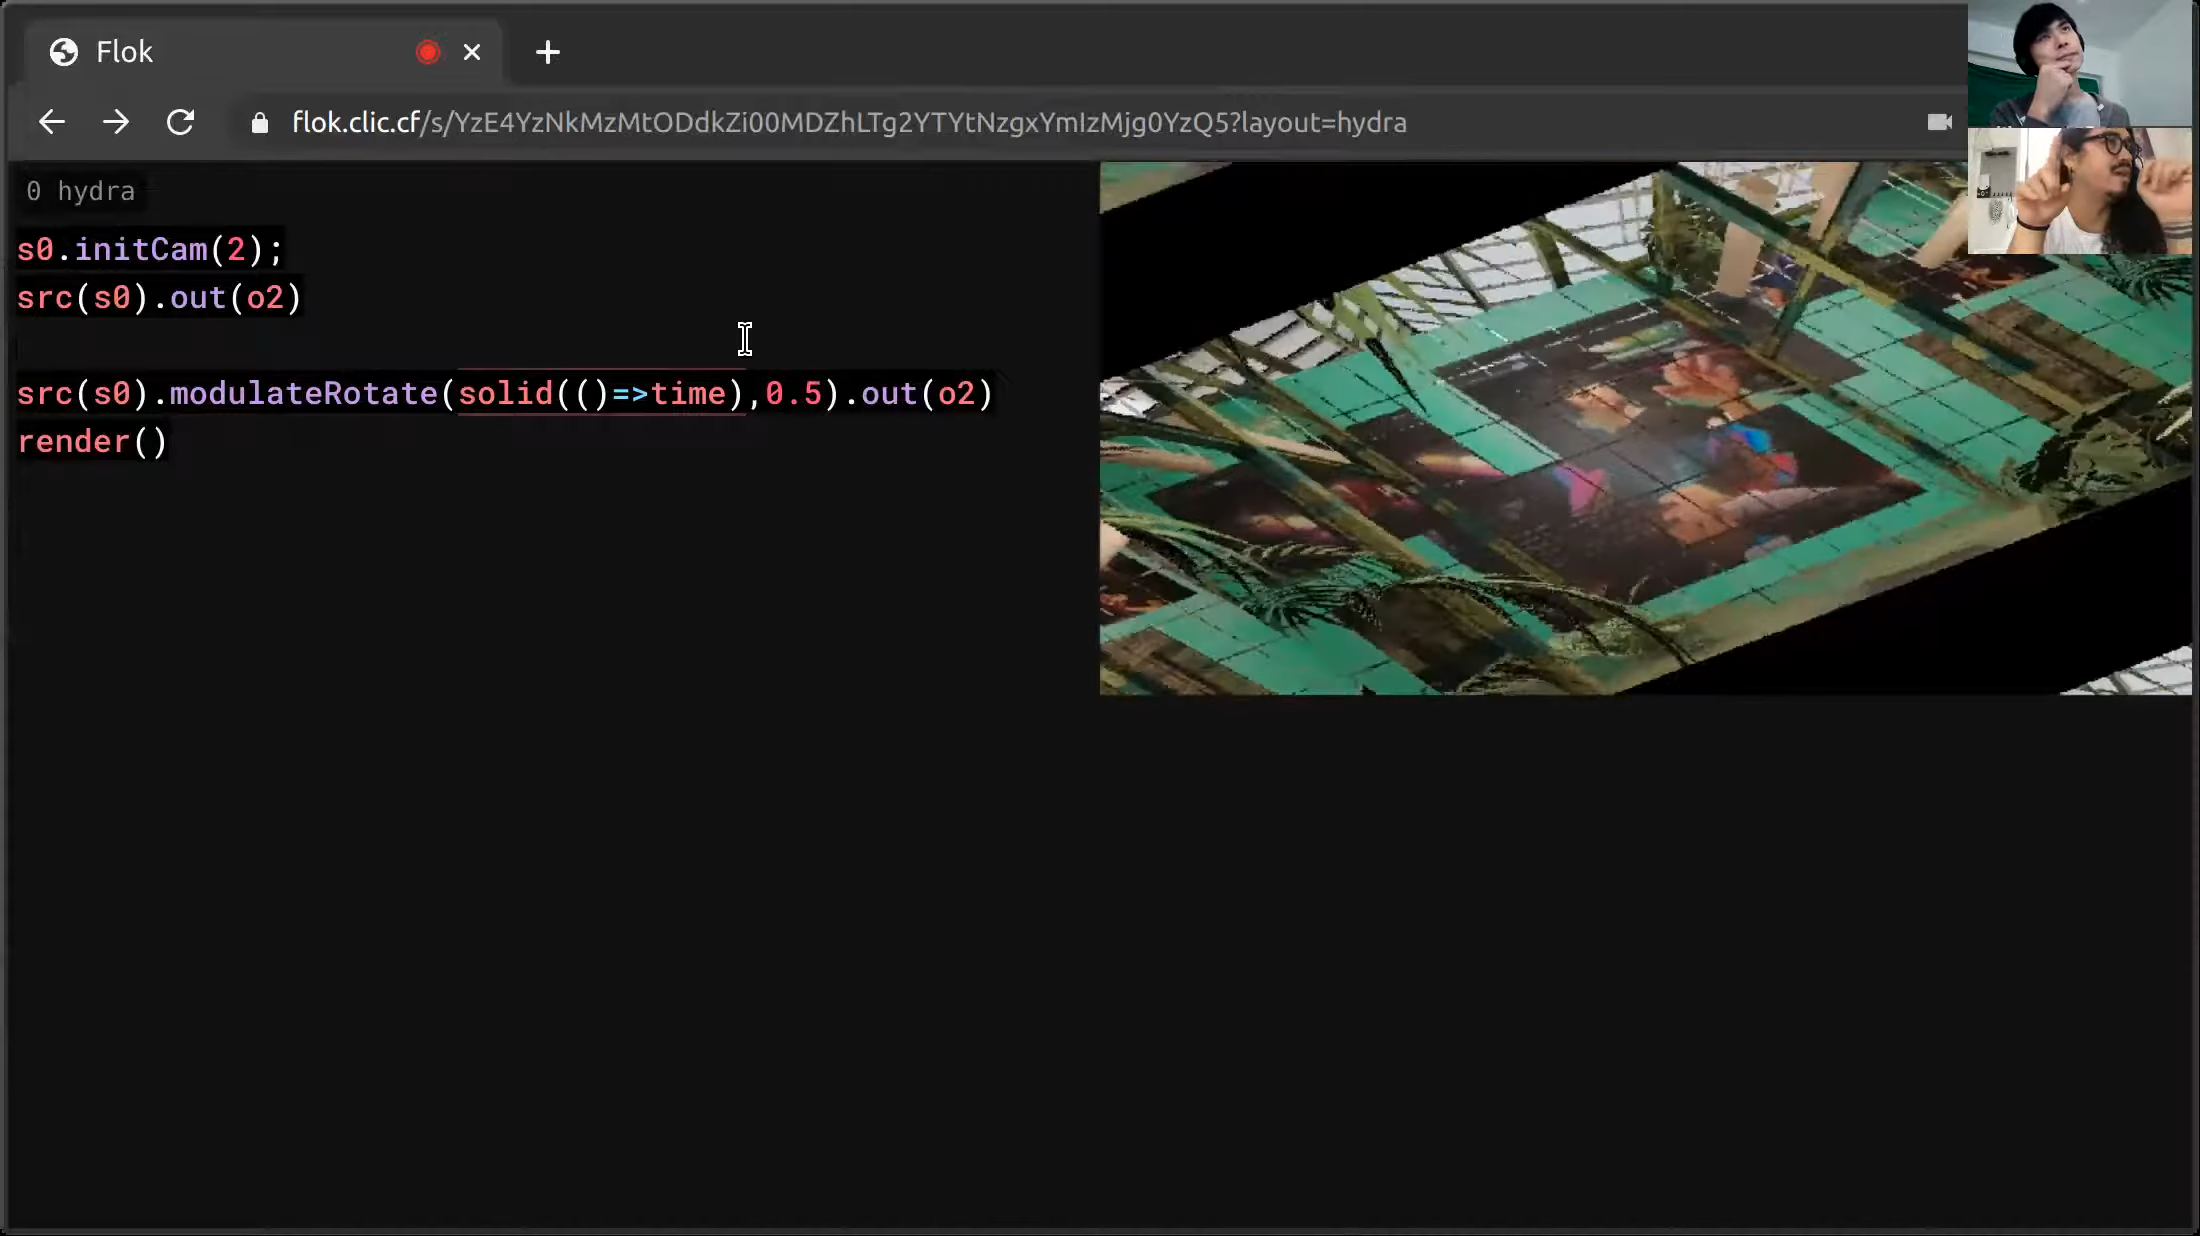 Flok
flok.clic.cf/s/YzE4YzNkMzMtODdkZi00MDZhLTg2YTYtNzgxYmIzMjg0YzQ5?layout=hydra
0 hydra
s0.initCam(2);
src(s0).out(o2)
src(s0).modulateRotate(solid(()=>time),0.5).out(o2)
render()